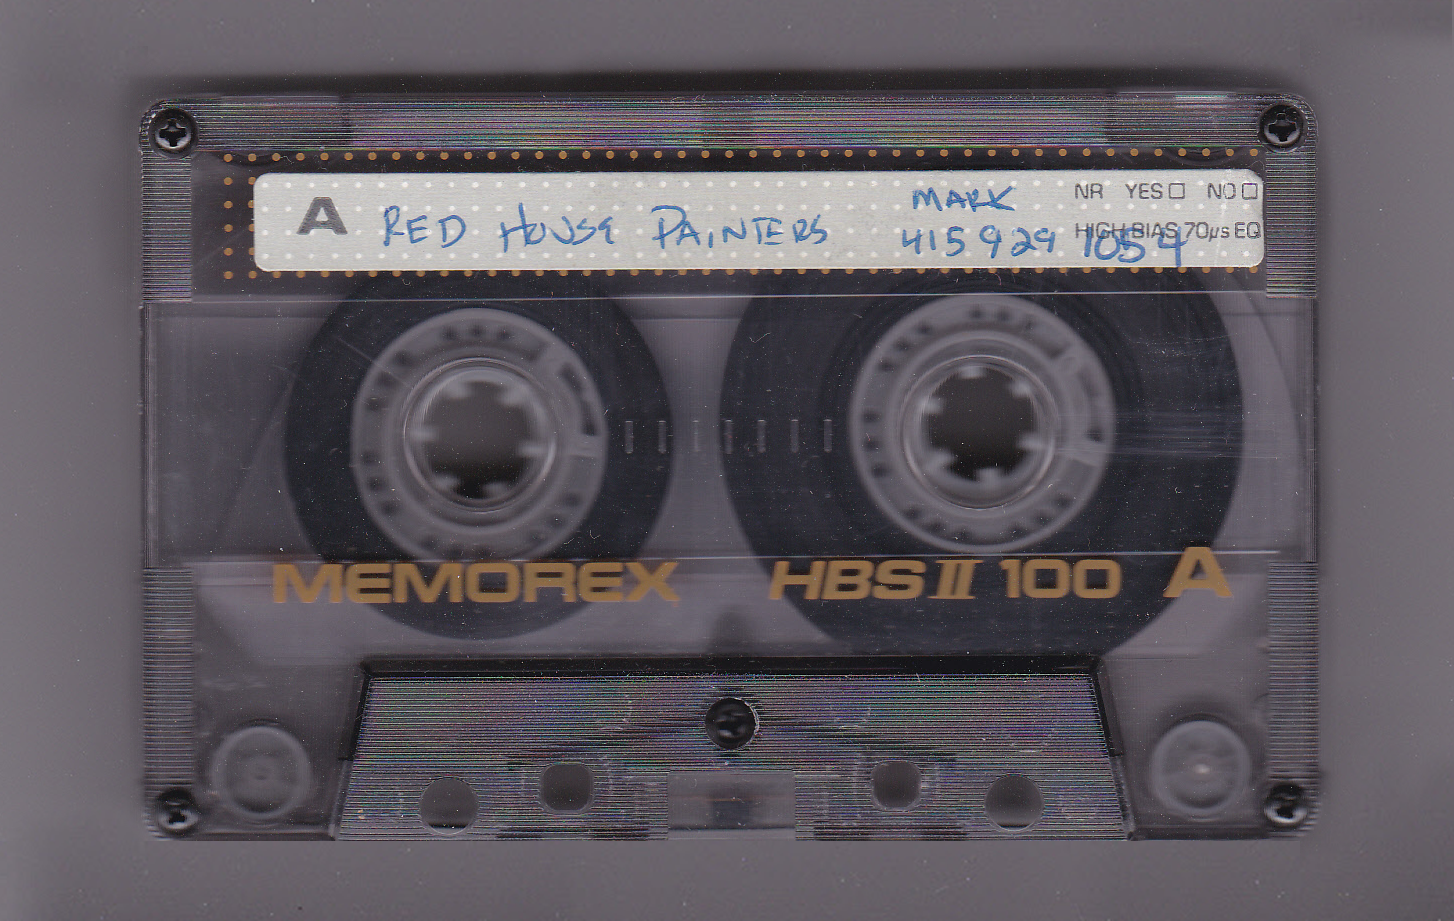 A RED HOUSE PAINTERS
MARK
415 929 1054
NR YES NO
HIGH BIAS 70µs EQ
MEMOREX HBS II 100 A